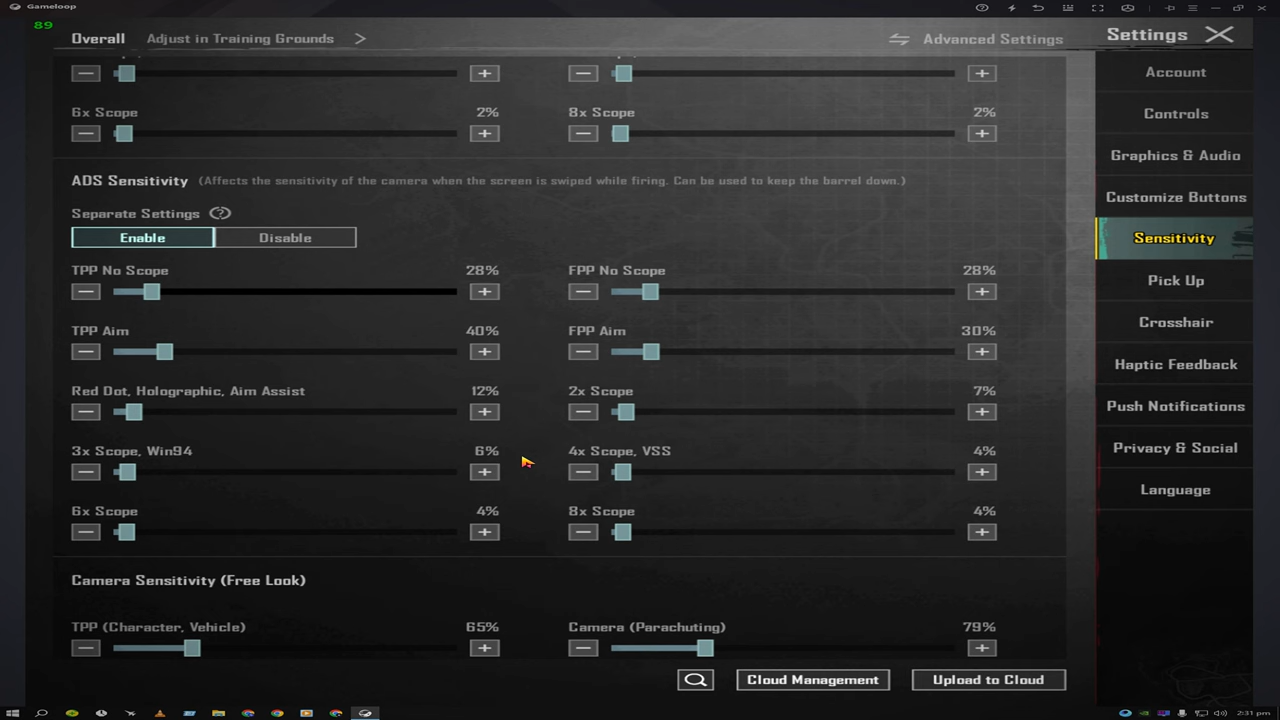 Gameloop
89
Overall Adjust in Training Grounds > Advanced Settings Settings
6x Scope 2% 8x Scope 2%
ADS Sensitivity (Affects the sensitivity of the camera when the screen is swiped while firing. Can be used to keep the barrel down.)
Separate Settings ?
Enable Disable
TPP No Scope 28% FPP No Scope 28%
TPP Aim 40% FPP Aim 30%
Red Dot, Holographic, Aim Assist 12% 2x Scope 7%
3x Scope, Win94 6% 4x Scope, VSS 4%
6x Scope 4% 8x Scope 4%
Camera Sensitivity (Free Look)
TPP (Character, Vehicle) 65% Camera (Parachuting) 79%
Cloud Management Upload to Cloud
Account
Controls
Graphics & Audio
Customize Buttons
Sensitivity
Pick Up
Crosshair
Haptic Feedback
Push Notifications
Privacy & Social
Language
2:31 pm